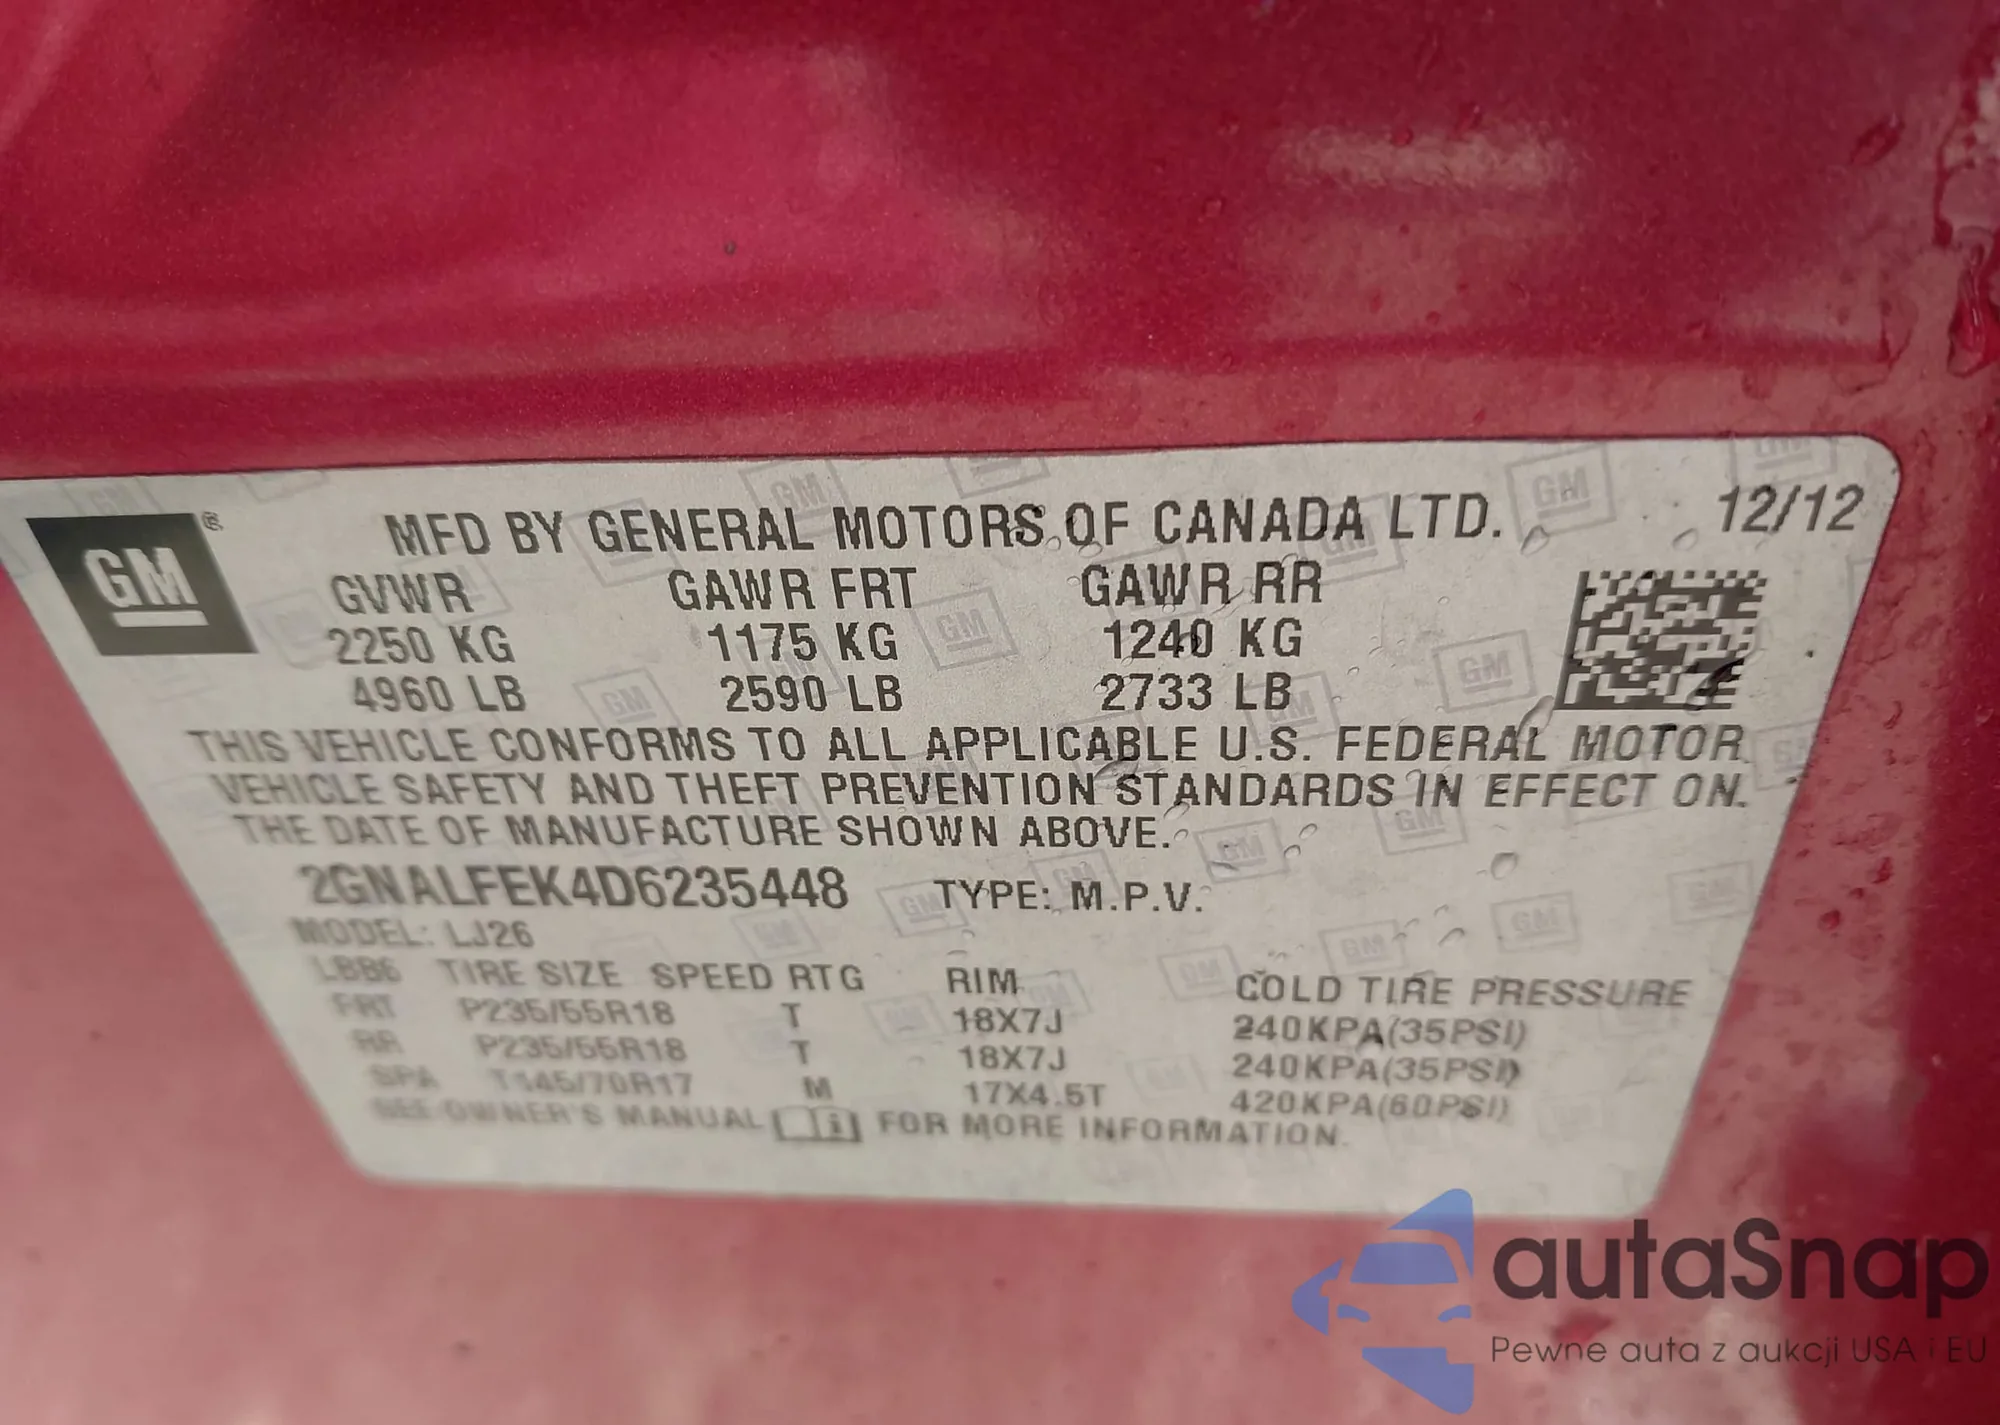 GM ® MFD BY GENERAL MOTORS OF CANADA LTD. 12/12
GVWR GAWR FRT GAWR RR
2250 KG 1175 KG 1240 KG
4960 LB 2590 LB 2733 LB
THIS VEHICLE CONFORMS TO ALL APPLICABLE U.S. FEDERAL MOTOR
VEHICLE SAFETY AND THEFT PREVENTION STANDARDS IN EFFECT ON
THE DATE OF MANUFACTURE SHOWN ABOVE.
2GNALFEK4D6235448 TYPE: M.P.V.
MODEL: LJ26
LBB6 TIRE SIZE SPEED RTG RIM COLD TIRE PRESSURE
FRT P235/55R18 T 18X7J 240KPA(35PSI)
RR P235/55R18 T 18X7J 240KPA(35PSI)
SPA T145/70R17 M 17X4.5T 420KPA(60PSI)
SEE OWNER'S MANUAL FOR MORE INFORMATION.
autaSnap
Pewne auta z aukcji USA i EU